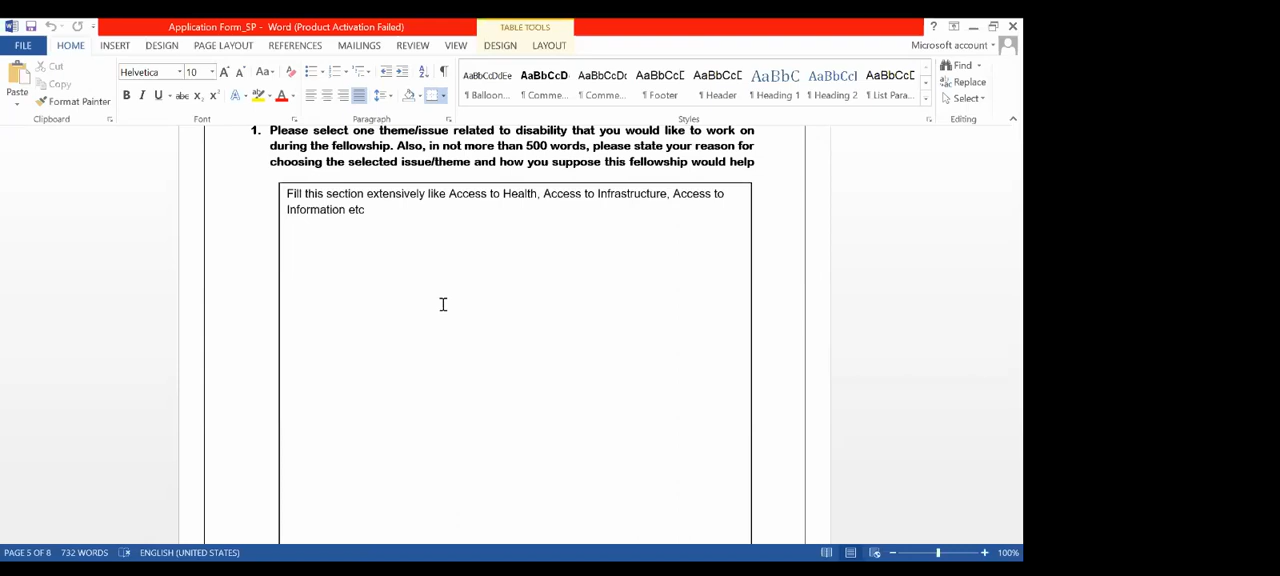 Application Form_SP - Word (Product Activation Failed)
TABLE TOOLS
FILE HOME INSERT DESIGN PAGE LAYOUT REFERENCES MAILINGS REVIEW VIEW DESIGN LAYOUT Microsoft account
Paste
Cut
Copy
Format Painter
Clipboard
Helvetica 10
Font
Paragraph
AaBbCcDdEe AaBbCcD AaBbCcDc AaBbCcI AaBbCcI AaBbC AaBbCcI AaBbCcI
¶ Balloon... ¶ Comme... ¶ Comme... ¶ Footer ¶ Header ¶ Heading 1 ¶ Heading 2 ¶ List Para...
Styles
Find
Replace
Select
Editing
1. Please select one theme/issue related to disability that you would like to work on
during the fellowship. Also, in not more than 500 words, please state your reason for
choosing the selected issue/theme and how you suppose this fellowship would help
Fill this section extensively like Access to Health, Access to Infrastructure, Access to
Information etc
PAGE 5 OF 8 732 WORDS ENGLISH (UNITED STATES) 100%